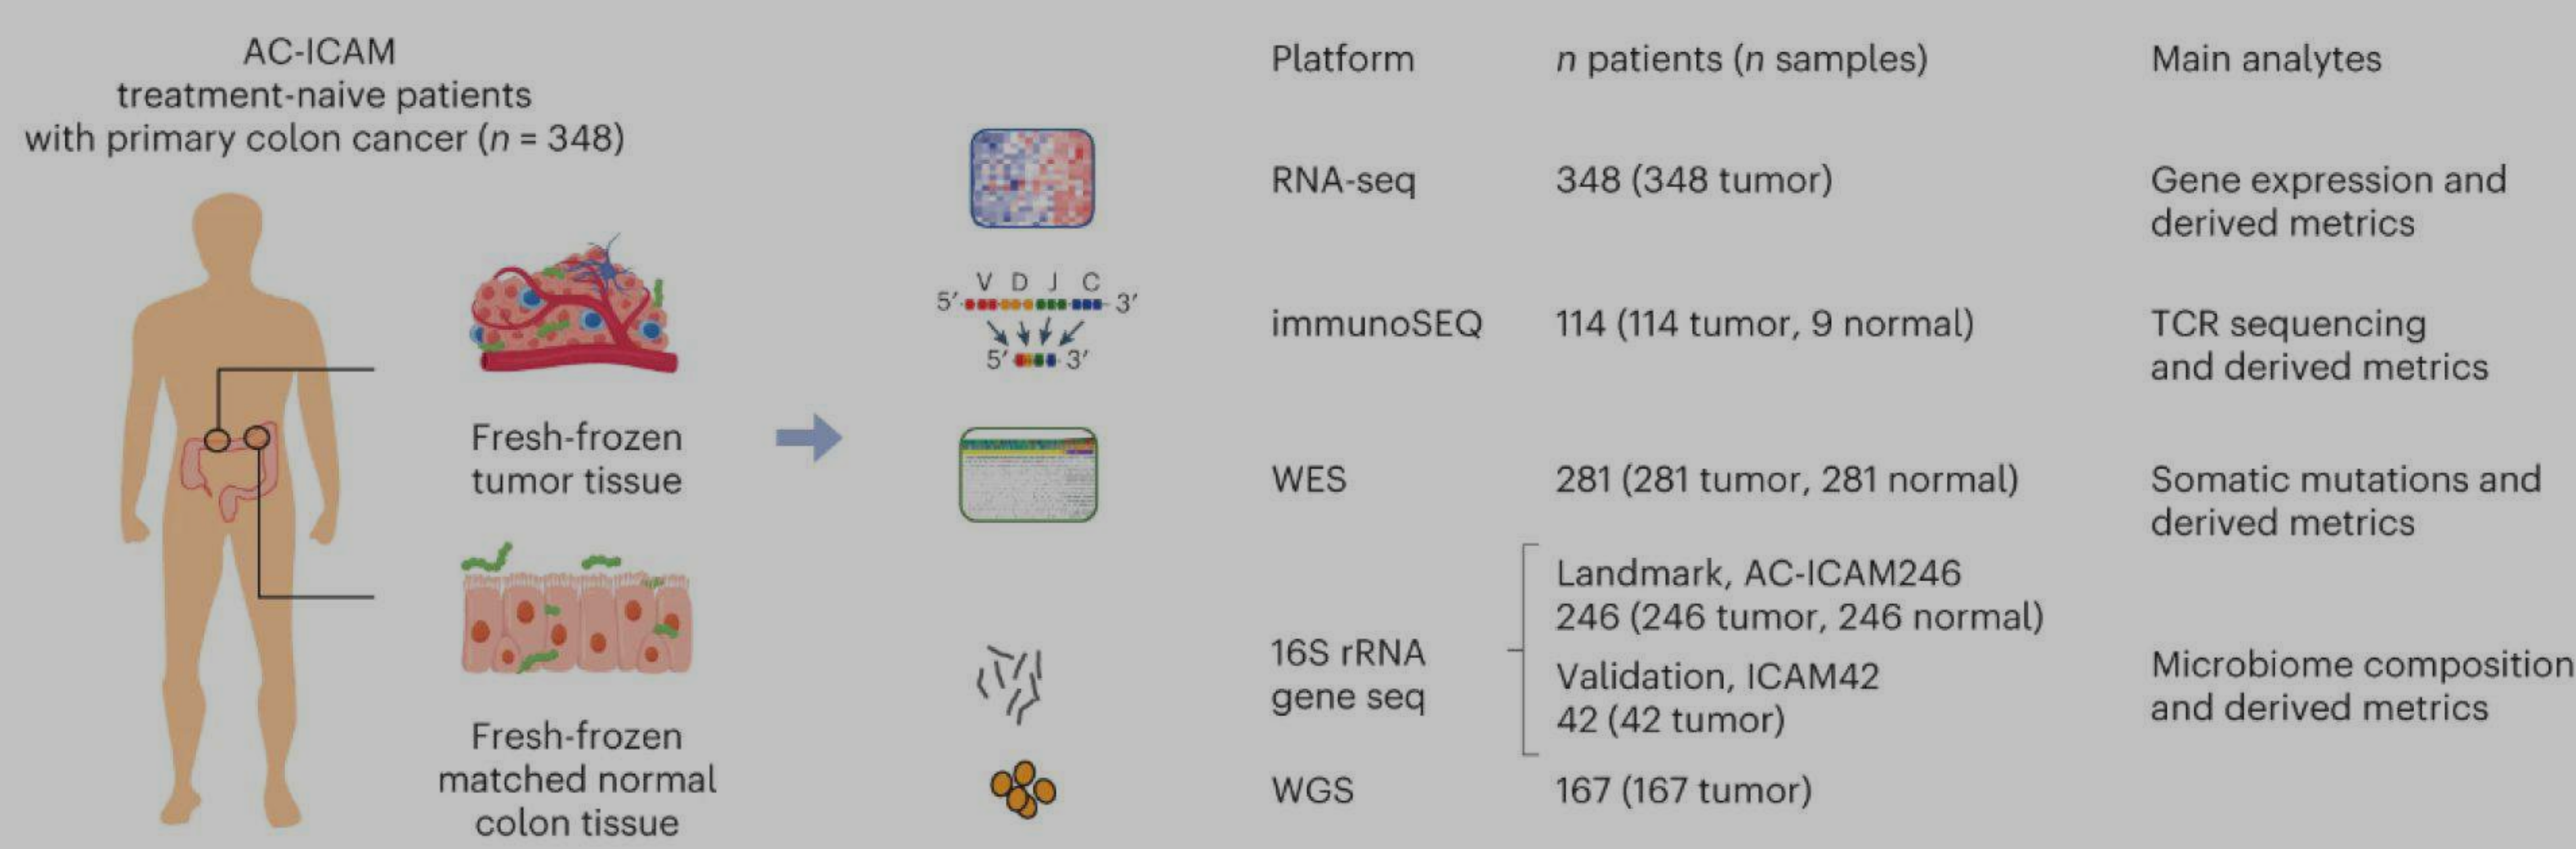 AC-ICAM
treatment-naive patients
with primary colon cancer (n = 348)
Fresh-frozen
tumor tissue
Fresh-frozen
matched normal
colon tissue
V D J C
5′ 3′
5′ 3′
Platform
n patients (n samples)
Main analytes
RNA-seq
348 (348 tumor)
Gene expression and
derived metrics
immunoSEQ
114 (114 tumor, 9 normal)
TCR sequencing
and derived metrics
WES
281 (281 tumor, 281 normal)
Somatic mutations and
derived metrics
16S rRNA
gene seq
Landmark, AC-ICAM246
246 (246 tumor, 246 normal)
Validation, ICAM42
42 (42 tumor)
Microbiome composition
and derived metrics
WGS
167 (167 tumor)